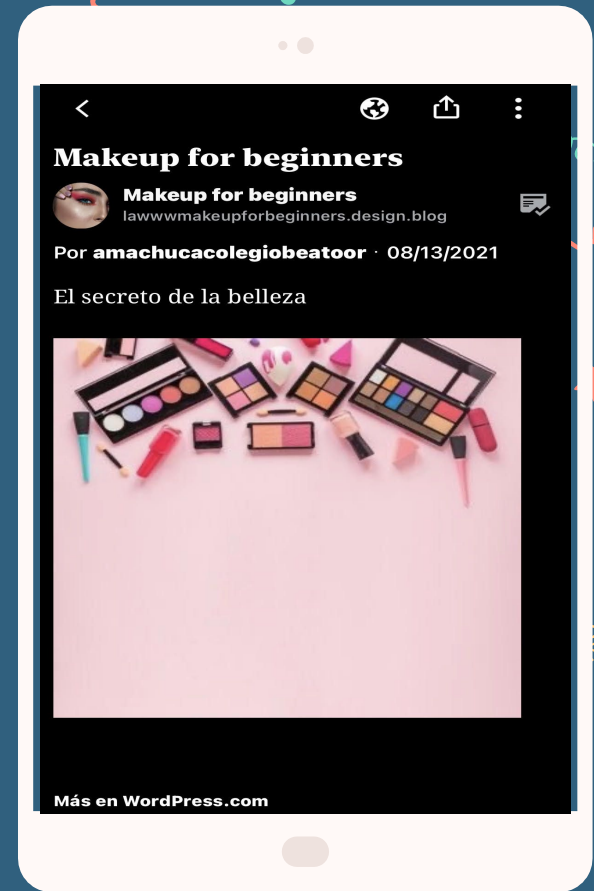 Makeup for beginners
Makeup for beginners
lawwwmakeupforbeginners.design.blog
Por amachucacolegiobeatoor · 08/13/2021
El secreto de la belleza
Más en WordPress.com